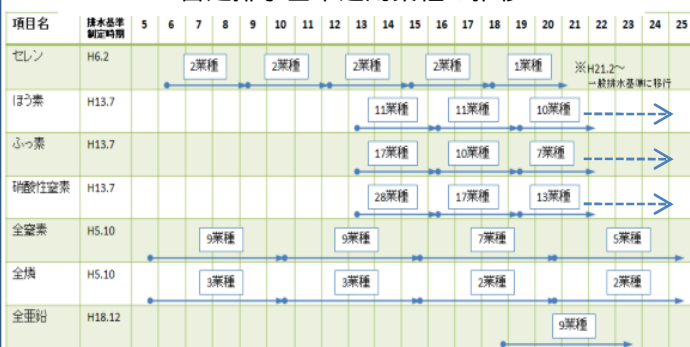 項目名 排水基準 制定時期 5 6 7 8 9 10 11 12 13 14 15 16 17 18 19 20 21 22 23 24 25
セレン H6.2 2業種 2業種 2業種 2業種 1業種 ※H21.2～
一般排水基準に移行
ほう素 H13.7 11業種 11業種 10業種
ふっ素 H13.7 17業種 10業種 7業種
硝酸性窒素 H13.7 28業種 17業種 13業種
全窒素 H5.10 9業種 9業種 7業種 5業種
全燐 H5.10 3業種 3業種 2業種 2業種
全亜鉛 H18.12 9業種